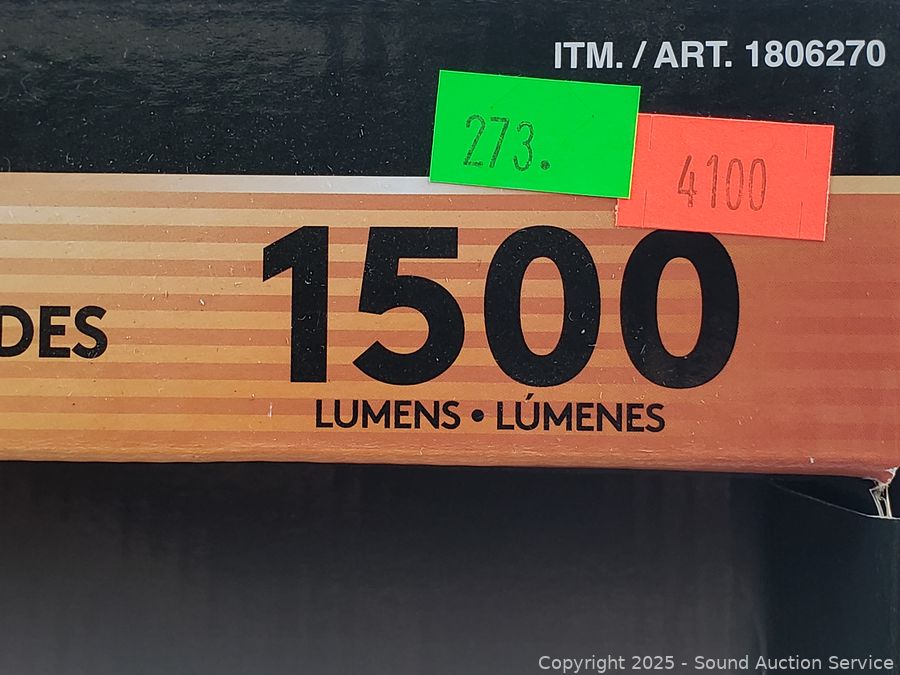 ITM. / ART. 1806270
273.
4100
DES
1500
LUMENS • LÚMENES
Copyright 2025 - Sound Auction Service